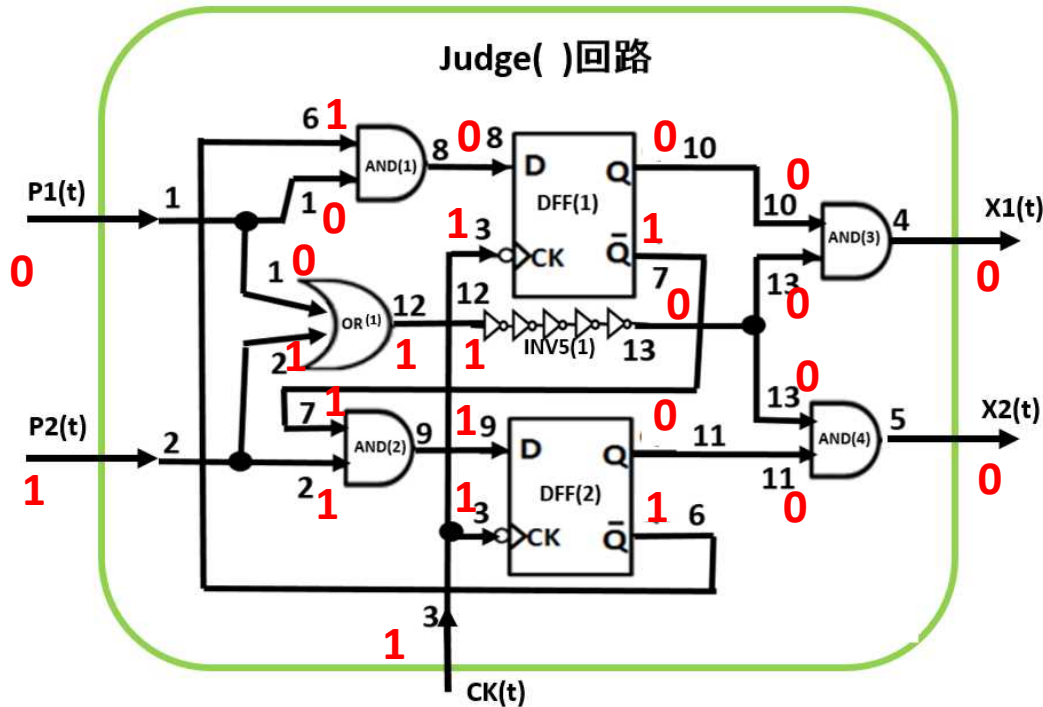 Judge( )回路
6 1
AND(1)
8 0 8
D
Q
0 10
DFF(1)
0
10
P1(t)
1
1 0
1 3
CK
Q̅
1
7
AND(3)
4
X1(t)
0
0
1 0
OR(1)
12
1
12
1
INV5(1)
0
13
13
0
0
2 1
13 0
7 1
AND(2)
9
1 9
D
Q
0
11
AND(4)
5
X2(t)
0
P2(t)
1
2
2 1
11 0
DFF(2)
1 3
CK
Q̅
1 6
3
1
CK(t)